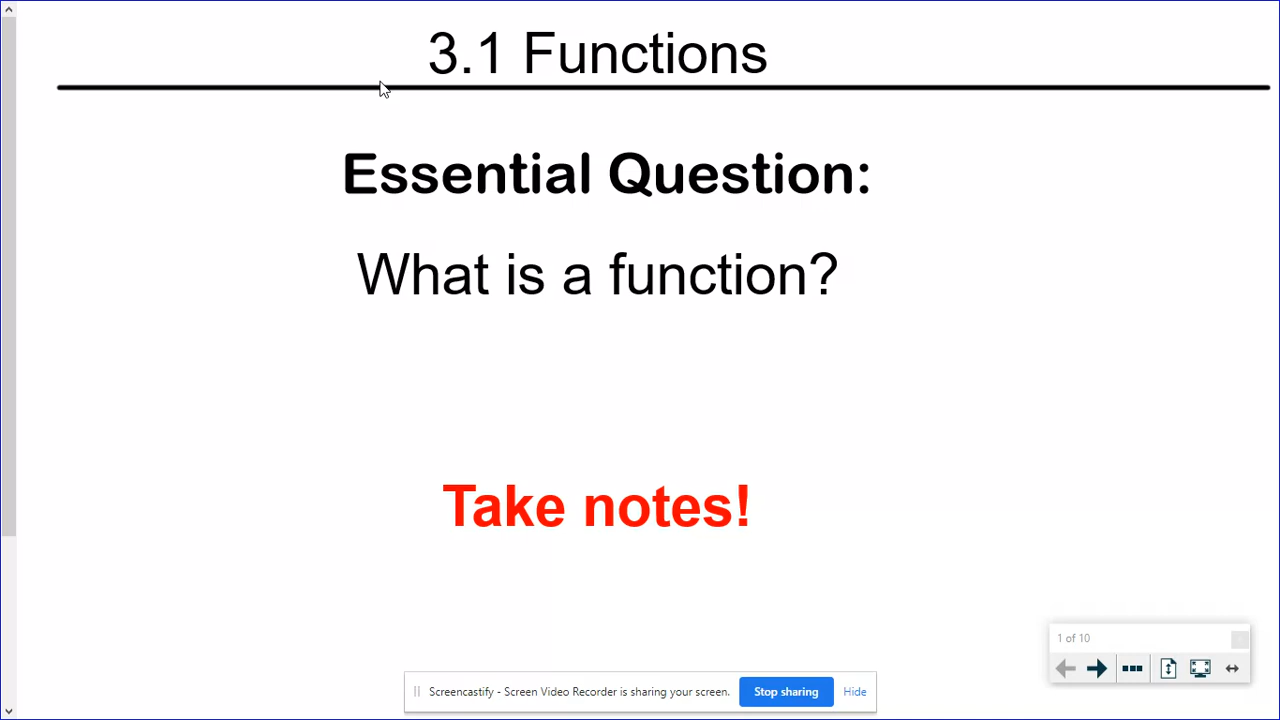 3.1 Functions
Essential Question:
What is a function?
Take notes!
1 of 10
Screencastify - Screen Video Recorder is sharing your screen.
Stop sharing
Hide